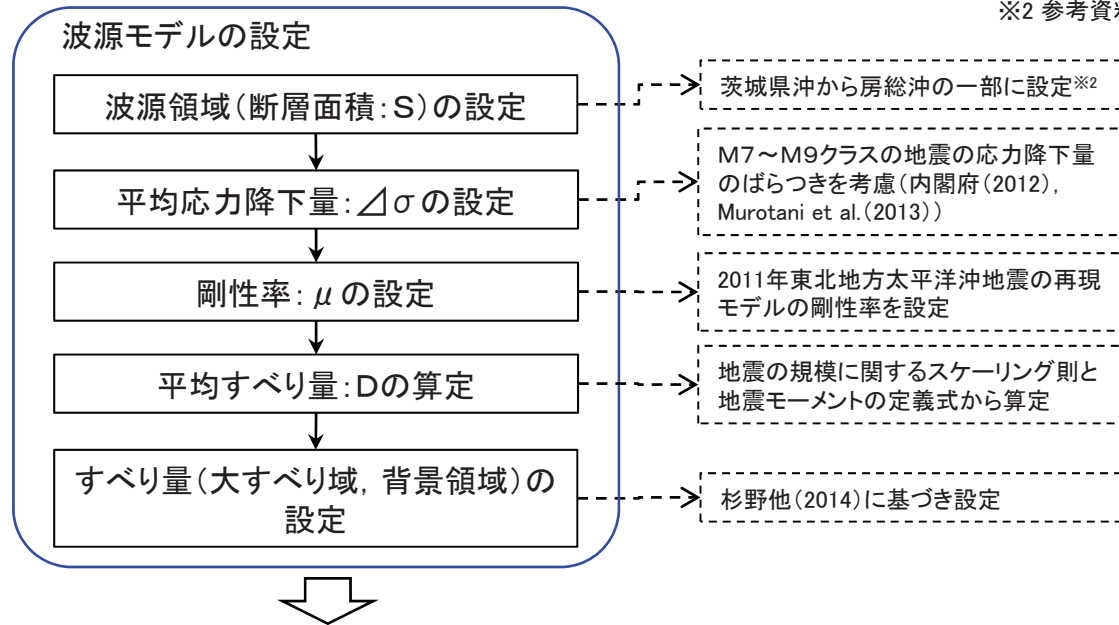 ※2 参考資料
波源モデルの設定
波源領域(断層面積:S)の設定
茨城県沖から房総沖の一部に設定※2
平均応力降下量:⊿σの設定
M7~M9クラスの地震の応力降下量
のばらつきを考慮(内閣府(2012),
Murotani et al.(2013))
剛性率:μの設定
2011年東北地方太平洋沖地震の再現
モデルの剛性率を設定
平均すべり量:Dの算定
地震の規模に関するスケーリング則と
地震モーメントの定義式から算定
すべり量(大すべり域, 背景領域)の
設定
杉野他(2014)に基づき設定